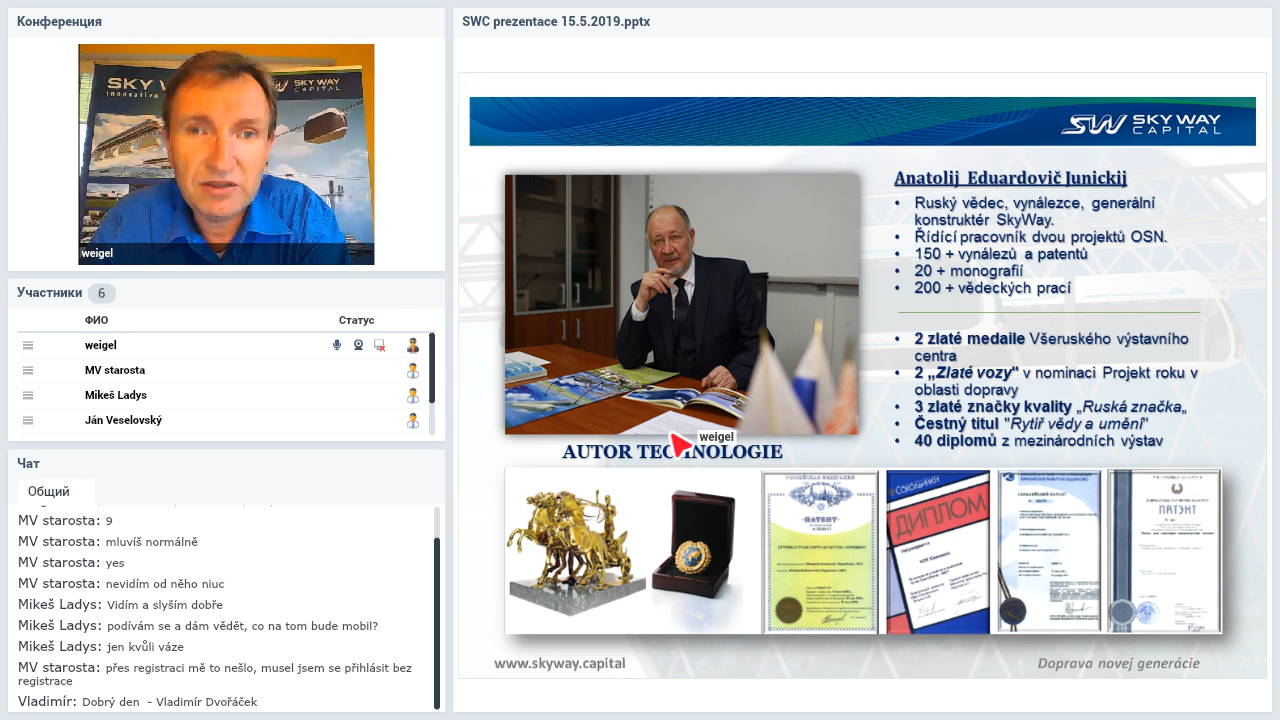 Конференция
SKY WAY
CAPITAL
weigel
Участники 6
ФИО Статус
weigel
MV starosta
Mikeš Ladys
Ján Veselovský
Чат
Общий
MV starosta: 9
MV starosta: mluvíš normálně
MV starosta: yes
MV starosta: nevidím od něho niuc
Mikeš Ladys: vidím a slyším dobře
Mikeš Ladys: podívám se a dám vědět, co na tom bude mobil?
Mikeš Ladys: jen kvůli váze
MV starosta: přes registraci mě to nešlo, musel jsem se přihlásit bez
registrace
Vladimír: Dobrý den - Vladimír Dvořáček
SWC prezentace 15.5.2019.pptx
SW SKY WAY
CAPITAL
Anatolij Eduardovič Junickij
• Ruský vědec, vynálezce, generální
konstruktér SkyWay.
• Řídící pracovník dvou projektů OSN.
• 150 + vynálezů a patentů
• 20 + monografií
• 200 + vědeckých prací
• 2 zlaté medaile Všeruského výstavního
centra
• 2 „Zlaté vozy" v nominaci Projekt roku v
oblasti dopravy
• 3 zlaté značky kvality „Ruská značka„
• Čestný titul "Rytíř vědy a umění"
• 40 diplomů z mezinárodních výstav
weigel
AUTOR TECHNOLOGIE
СОКОЛЬНИКИ
ПАТЕНТ
ДИПЛОМ
ПАТЭНТ
www.skyway.capital
Doprava novej generácie